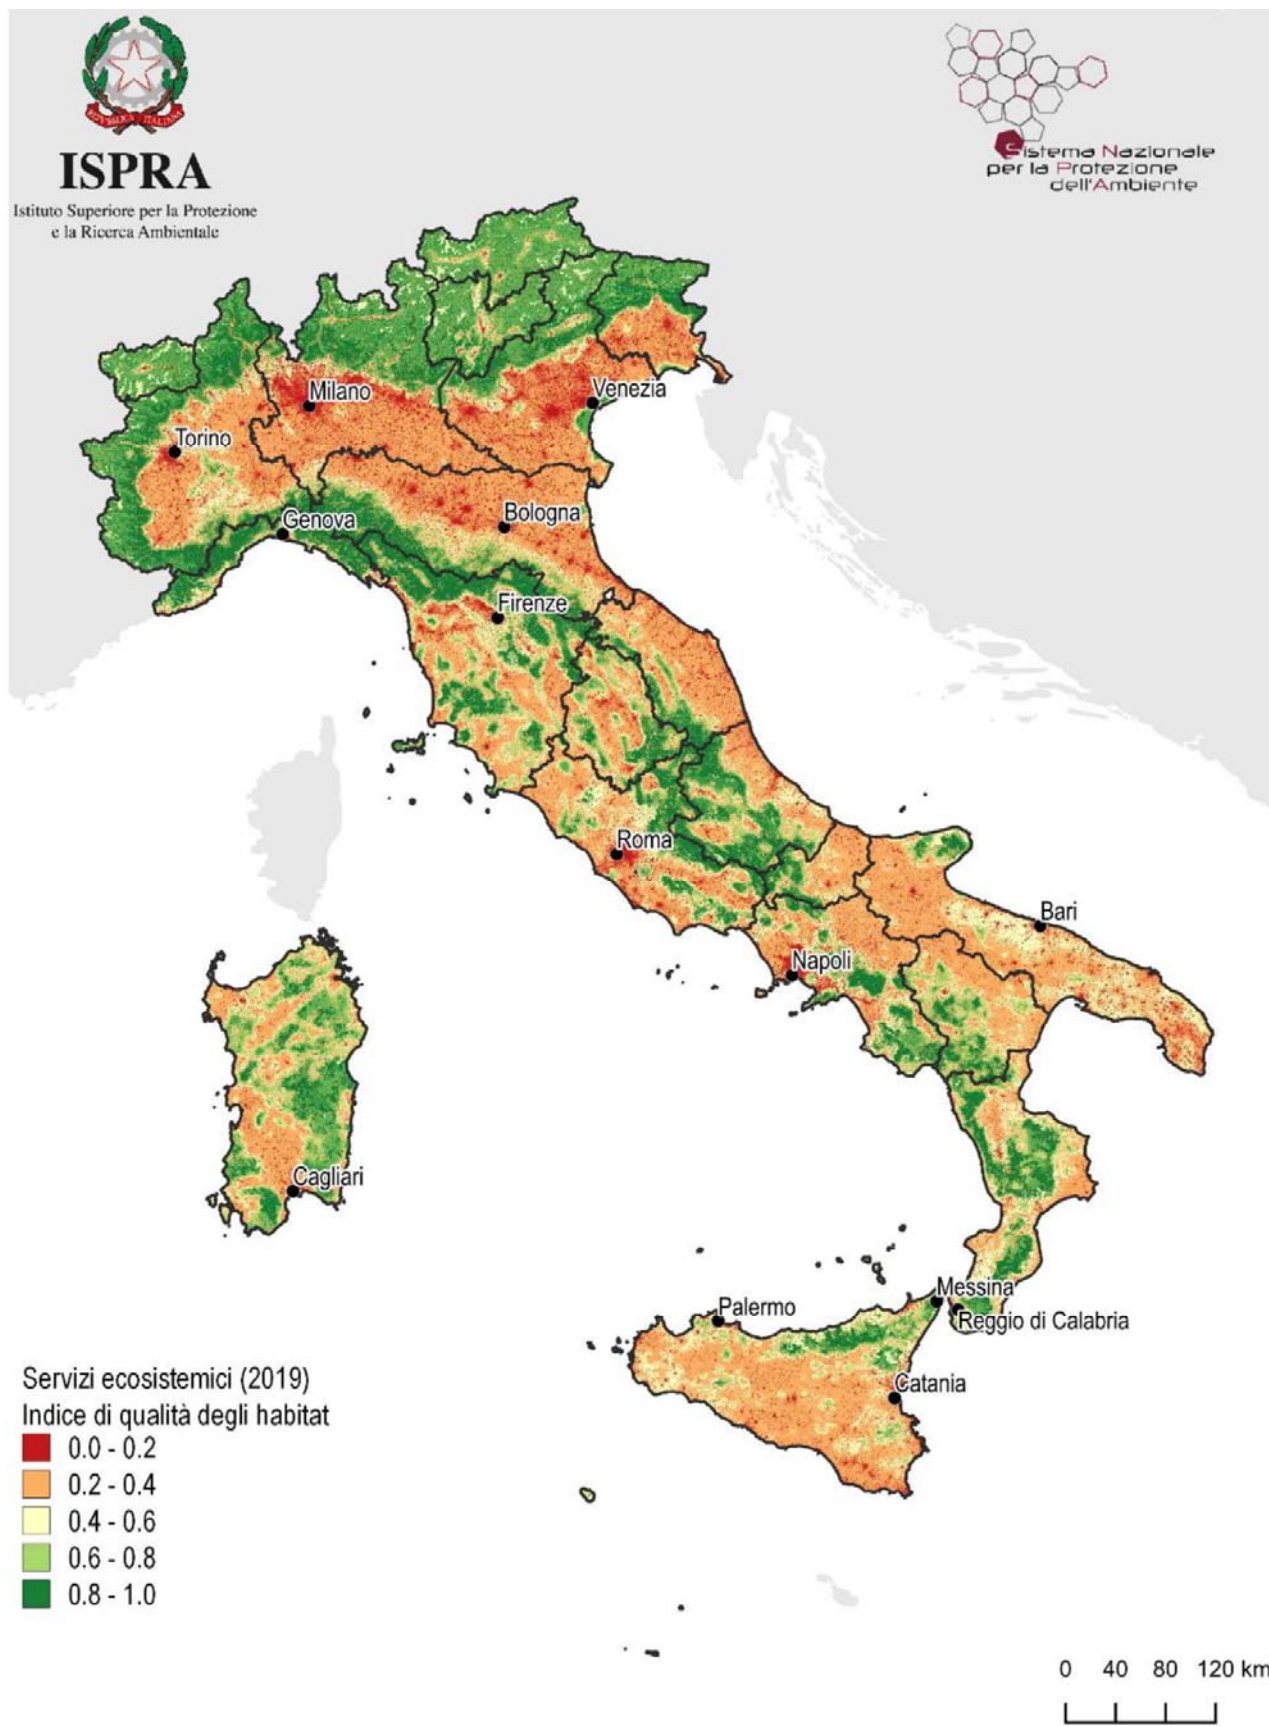 REPVBBLICA ITALIANA
ISPRA
Istituto Superiore per la Protezione
e la Ricerca Ambientale
Sistema Nazionale
per la Protezione
dell'Ambiente
Milano
Venezia
Torino
Bologna
Genova
Firenze
Roma
Bari
Napoli
Cagliari
Messina
Palermo
Reggio di Calabria
Catania
Servizi ecosistemici (2019)
Indice di qualità degli habitat
0.0 - 0.2
0.2 - 0.4
0.4 - 0.6
0.6 - 0.8
0.8 - 1.0
0 40 80 120 km